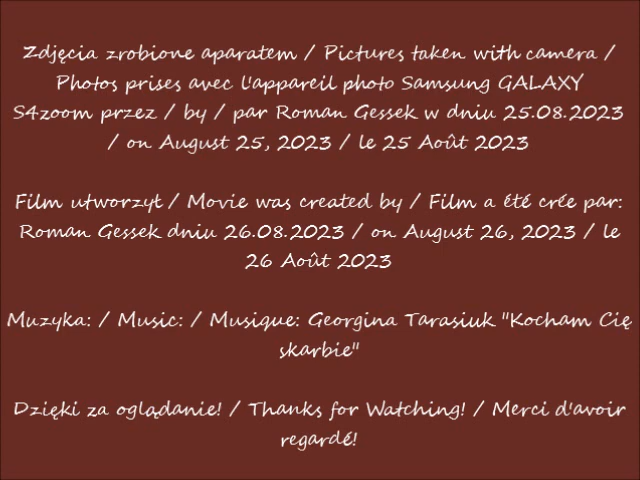 Zdjęcia zrobione aparatem / Pictures taken with camera /
Photos prises avec l'appareil photo Samsung GALAXY
S4zoom przez / by / par Roman Gessek w dniu 25.08.2023
/ on August 25, 2023 / le 25 Août 2023
Film utworzył / Movie was created by / Film a été crée par:
Roman Gessek dniu 26.08.2023 / on August 26, 2023 / le
26 Août 2023
Muzyka: / Music: / Musique: Georgina Tarasiuk "Kocham Cię
skarbie"
Dzięki za oglądanie! / Thanks for Watching! / Merci d'avoir
regardé!